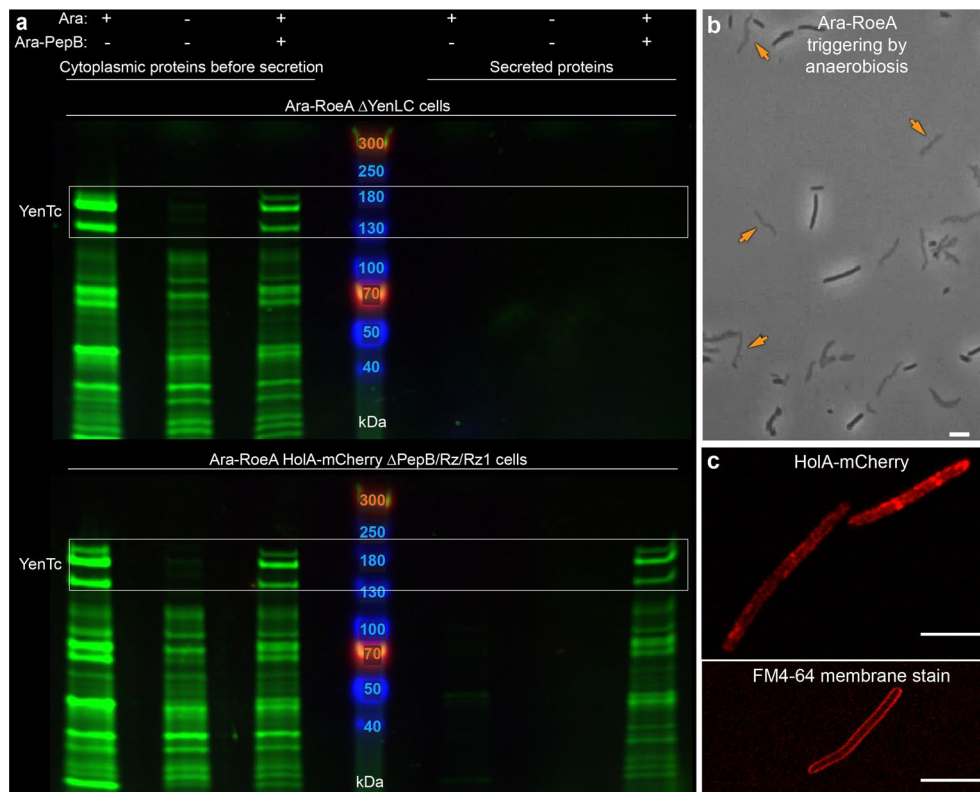 a
Ara: + - + + - +
Ara-PepB: - - + - - +
Cytoplasmic proteins before secretion Secreted proteins
Ara-RoeA ΔYenLC cells
300
250
180
YenTc
130
100
70
50
40
kDa
Ara-RoeA HolA-mCherry ΔPepB/Rz/Rz1 cells
300
250
YenTc
180
130
100
70
50
40
kDa
b
Ara-RoeA
triggering by
anaerobiosis
c
HolA-mCherry
FM4-64 membrane stain